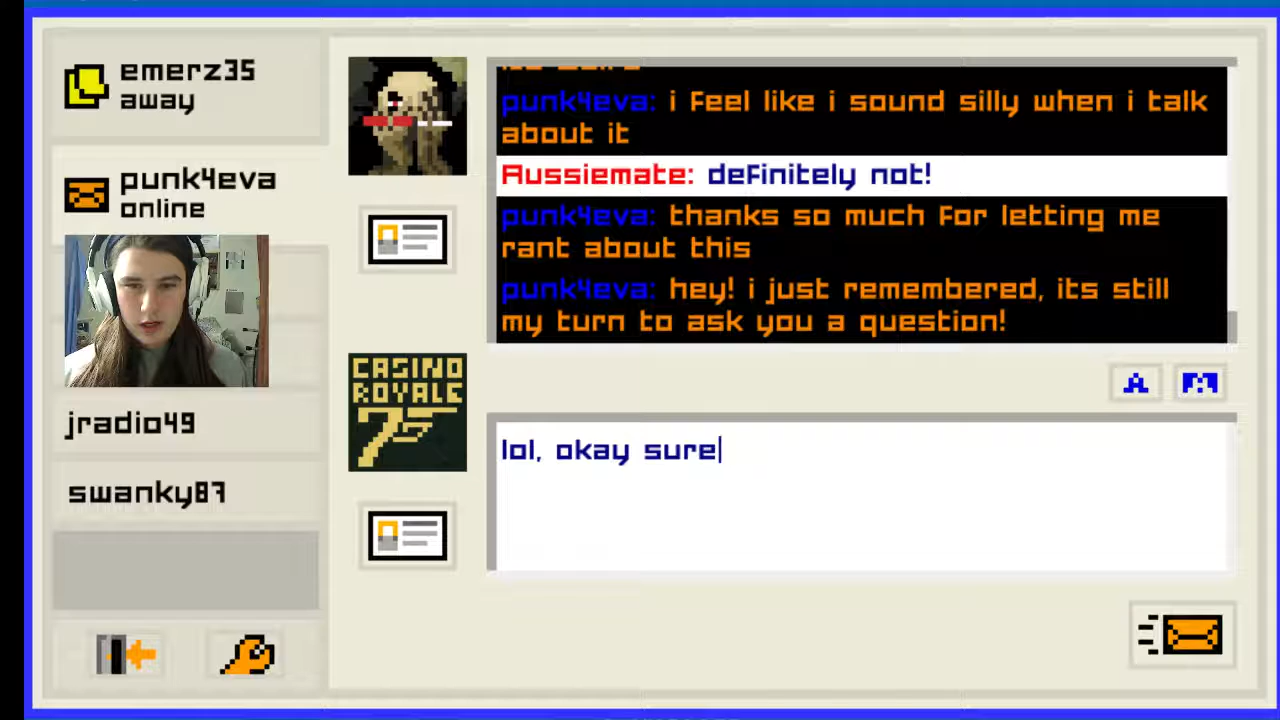 emerz35
away
punk4eva
online
jradio49
swanky87
CASINO
ROYALE
7
punk4eva: i feel like i sound silly when i talk
about it
Aussiemate: definitely not!
punk4eva: thanks so much for letting me
rant about this
punk4eva: hey! i just remembered, its still
my turn to ask you a question!
A
lol, okay sure